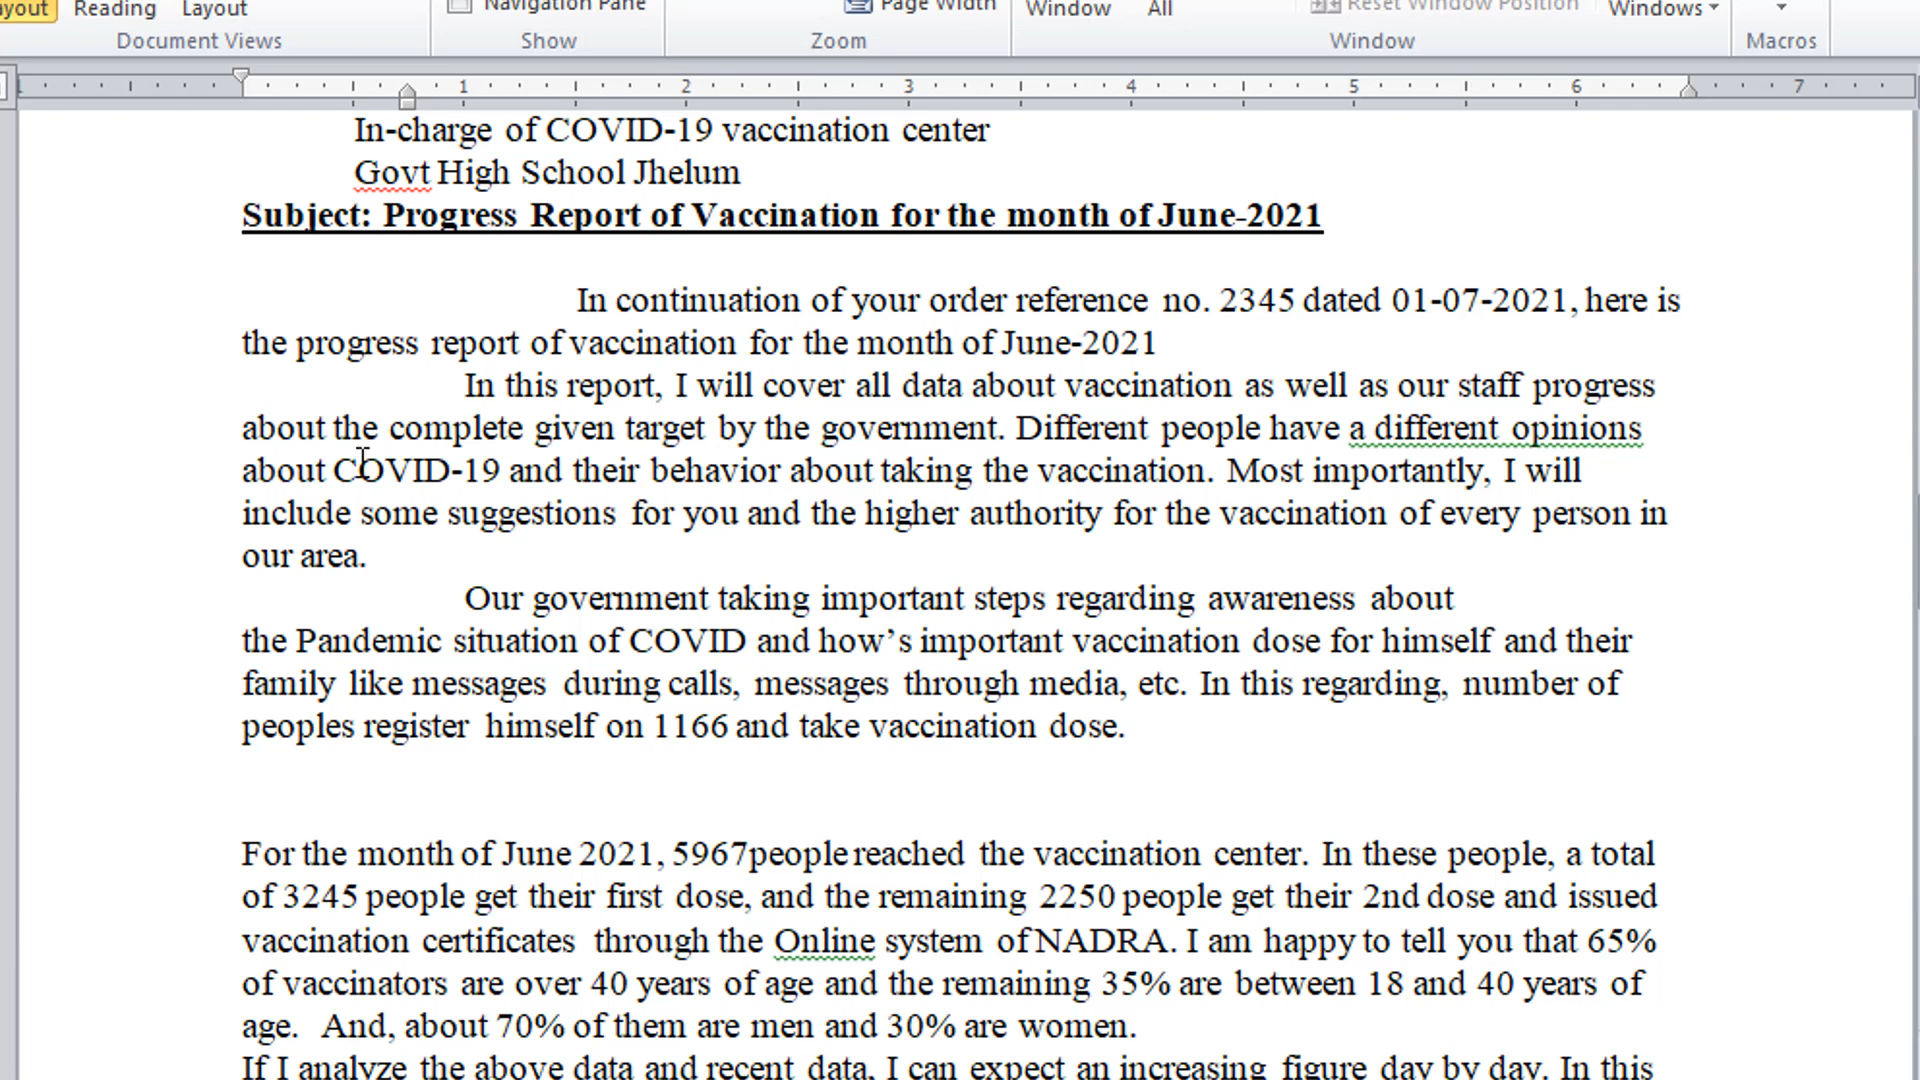 ayout Reading Layout Navigation Pane Page Width Window All Reset Window Position Windows
Document Views Show Zoom Window Macros
1 2 3 4 5 6 7
In-charge of COVID-19 vaccination center
Govt High School Jhelum
Subject: Progress Report of Vaccination for the month of June-2021
In continuation of your order reference no. 2345 dated 01-07-2021, here is
the progress report of vaccination for the month of June-2021
In this report, I will cover all data about vaccination as well as our staff progress
about the complete given target by the government. Different people have a different opinions
about COVID-19 and their behavior about taking the vaccination. Most importantly, I will
include some suggestions for you and the higher authority for the vaccination of every person in
our area.
Our government taking important steps regarding awareness about
the Pandemic situation of COVID and how’s important vaccination dose for himself and their
family like messages during calls, messages through media, etc. In this regarding, number of
peoples register himself on 1166 and take vaccination dose.
For the month of June 2021, 5967people reached the vaccination center. In these people, a total
of 3245 people get their first dose, and the remaining 2250 people get their 2nd dose and issued
vaccination certificates through the Online system of NADRA. I am happy to tell you that 65%
of vaccinators are over 40 years of age and the remaining 35% are between 18 and 40 years of
age. And, about 70% of them are men and 30% are women.
If I analyze the above data and recent data, I can expect an increasing figure day by day. In this